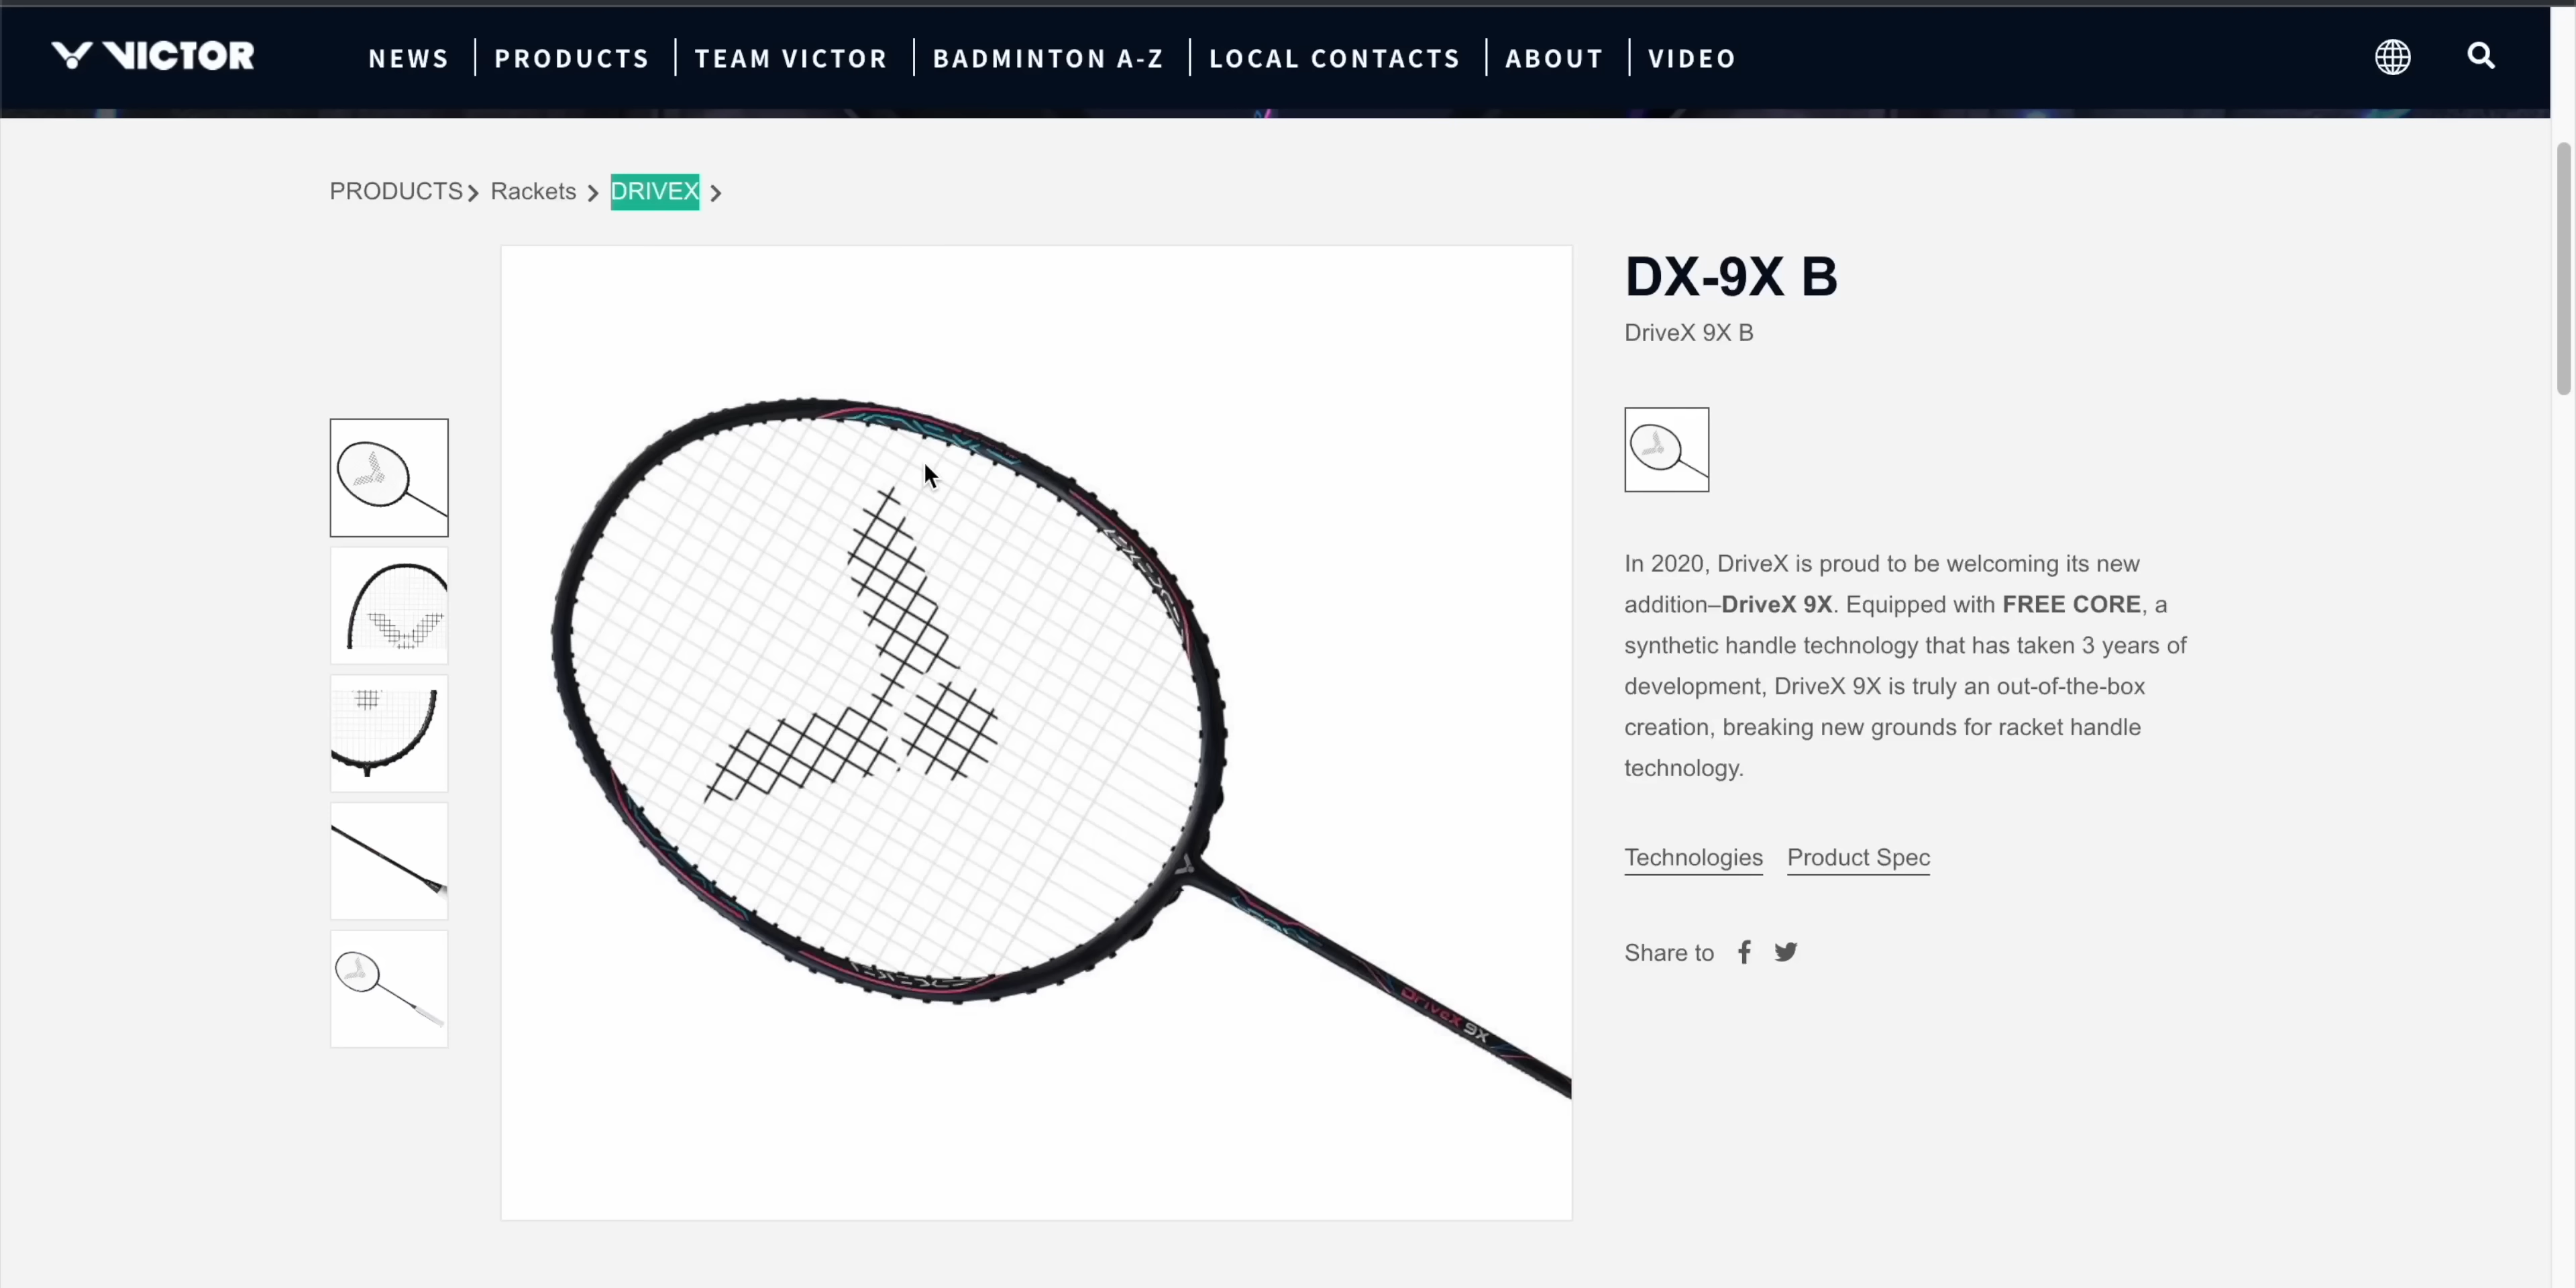 VICTOR
NEWS
PRODUCTS
TEAM VICTOR
BADMINTON A-Z
LOCAL CONTACTS
ABOUT
VIDEO
PRODUCTS Rackets DRIVEX
DX-9X B
DriveX 9X B
In 2020, DriveX is proud to be welcoming its new
addition–DriveX 9X. Equipped with FREE CORE, a
synthetic handle technology that has taken 3 years of
development, DriveX 9X is truly an out-of-the-box
creation, breaking new grounds for racket handle
technology.
Technologies Product Spec
Share to
DriveX 9X